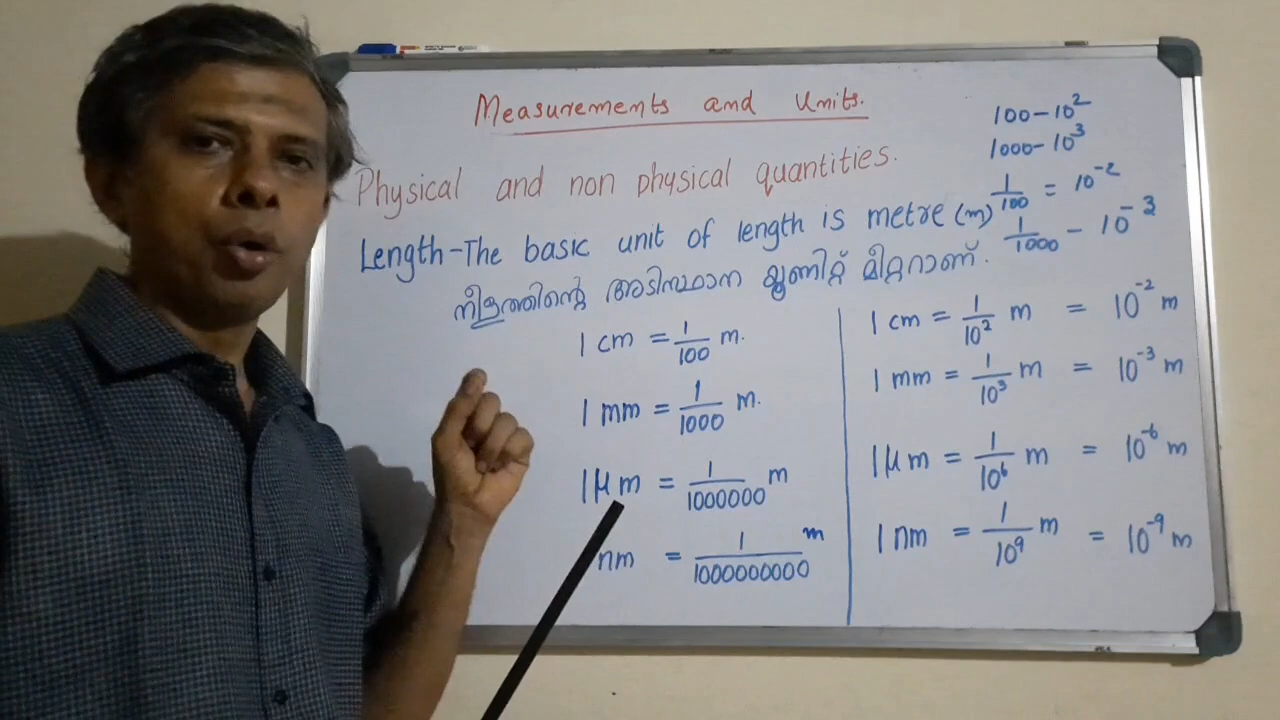 Measurements and Units.
Physical and non physical quantities.
100 – 10²
1000 – 10³
1/100 = 10⁻²
1/1000 – 10⁻³
Length – The basic unit of length is metre (m)
നീളത്തിന്റെ അടിസ്ഥാന യൂണിറ്റ് മീറ്ററാണ്.
1 cm = 1/100 m.
1 mm = 1/1000 m.
1 μm = 1/1000000 m
nm = 1/1000000000 m
1 cm = 1/10² m = 10⁻² m
1 mm = 1/10³ m = 10⁻³ m
1 μm = 1/10⁶ m = 10⁻⁶ m
1 nm = 1/10⁹ m = 10⁻⁹ m